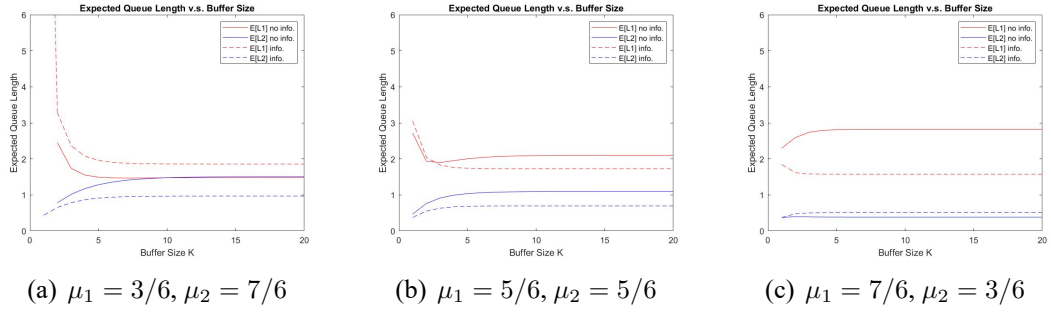 Expected Queue Length v.s. Buffer Size
6
5
4
3
2
1
0
Expected Queue Length
0 5 10 15 20
Buffer Size K
E[L1] no info.
E[L2] no info.
E[L1] info.
E[L2] info.
(a) μ₁ = 3/6, μ₂ = 7/6
Expected Queue Length v.s. Buffer Size
6
5
4
3
2
1
0
Expected Queue Length
0 5 10 15 20
Buffer Size K
E[L1] no info.
E[L2] no info.
E[L1] info.
E[L2] info.
(b) μ₁ = 5/6, μ₂ = 5/6
Expected Queue Length v.s. Buffer Size
6
5
4
3
2
1
0
Expected Queue Length
0 5 10 15 20
Buffer Size K
E[L1] no info.
E[L2] no info.
E[L1] info.
E[L2] info.
(c) μ₁ = 7/6, μ₂ = 3/6